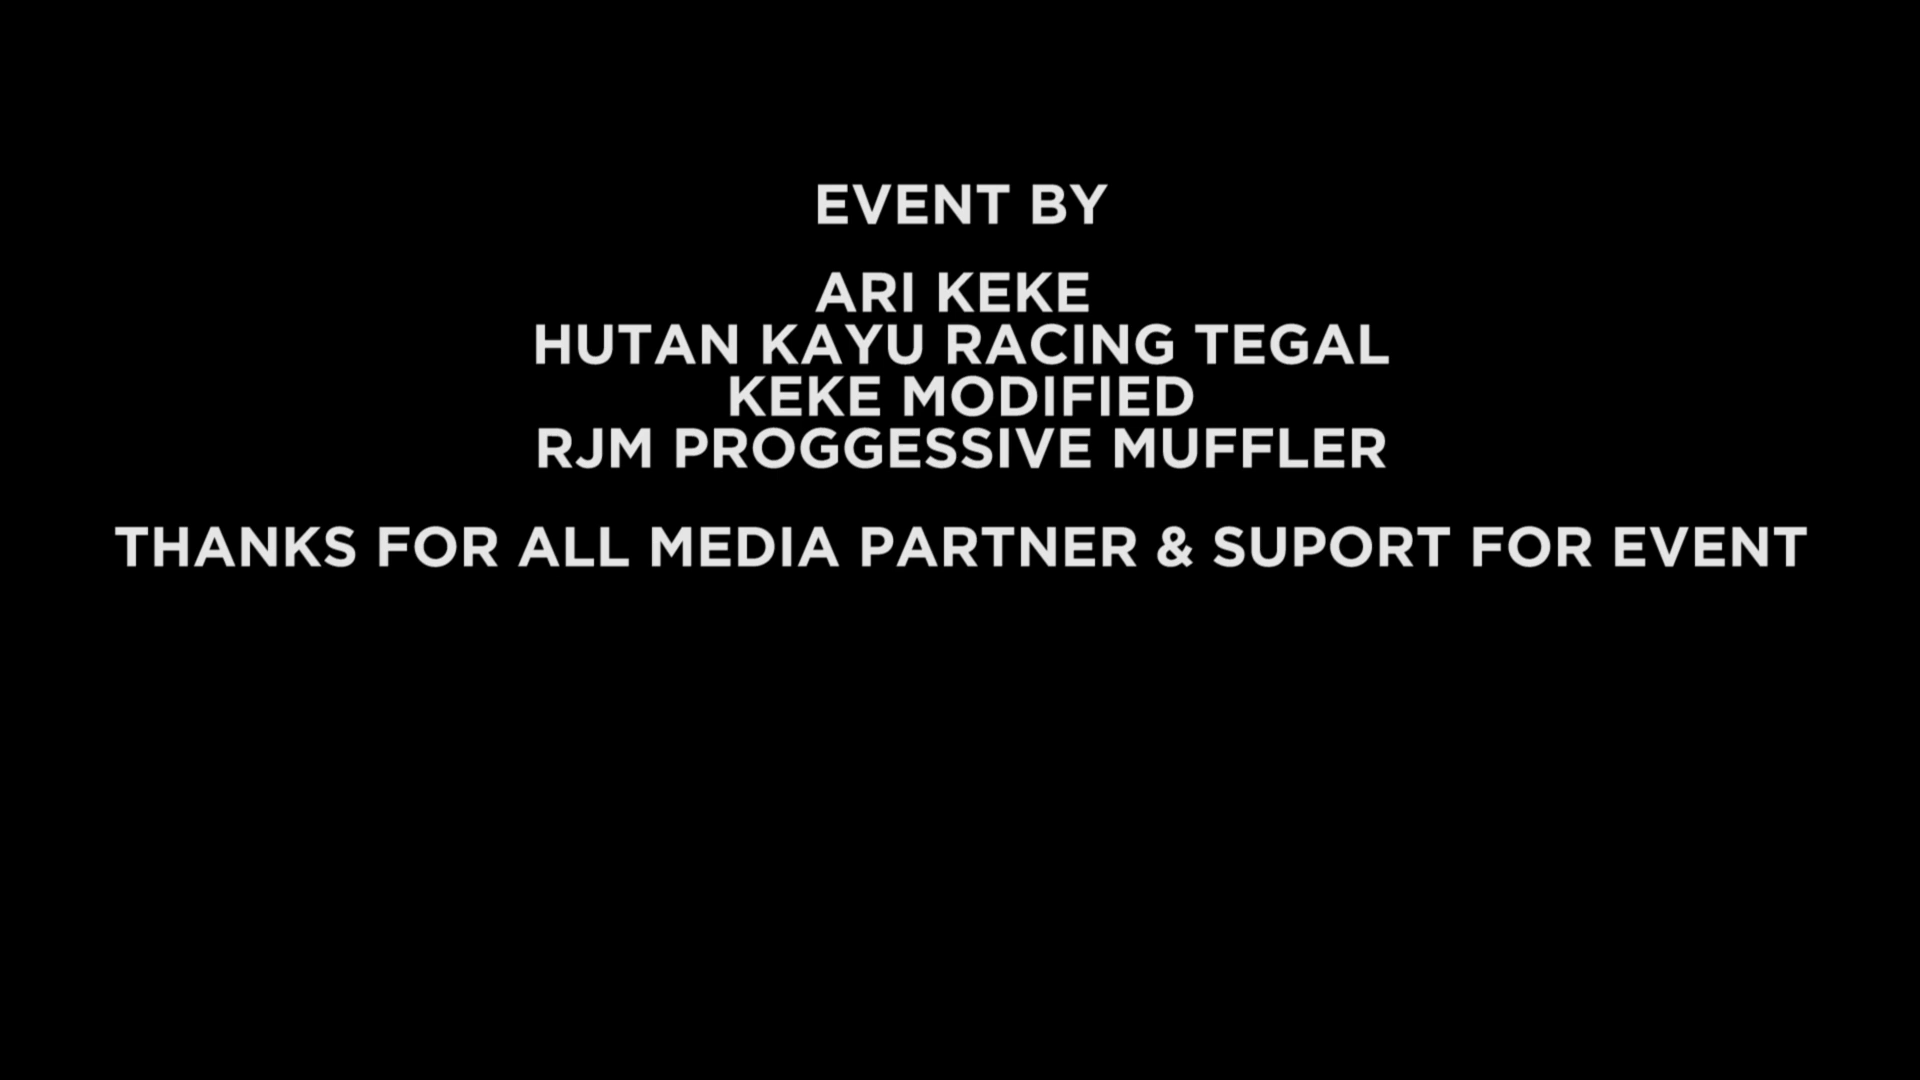 EVENT BY
ARI KEKE
HUTAN KAYU RACING TEGAL
KEKE MODIFIED
RJM PROGGESSIVE MUFFLER
THANKS FOR ALL MEDIA PARTNER & SUPORT FOR EVENT